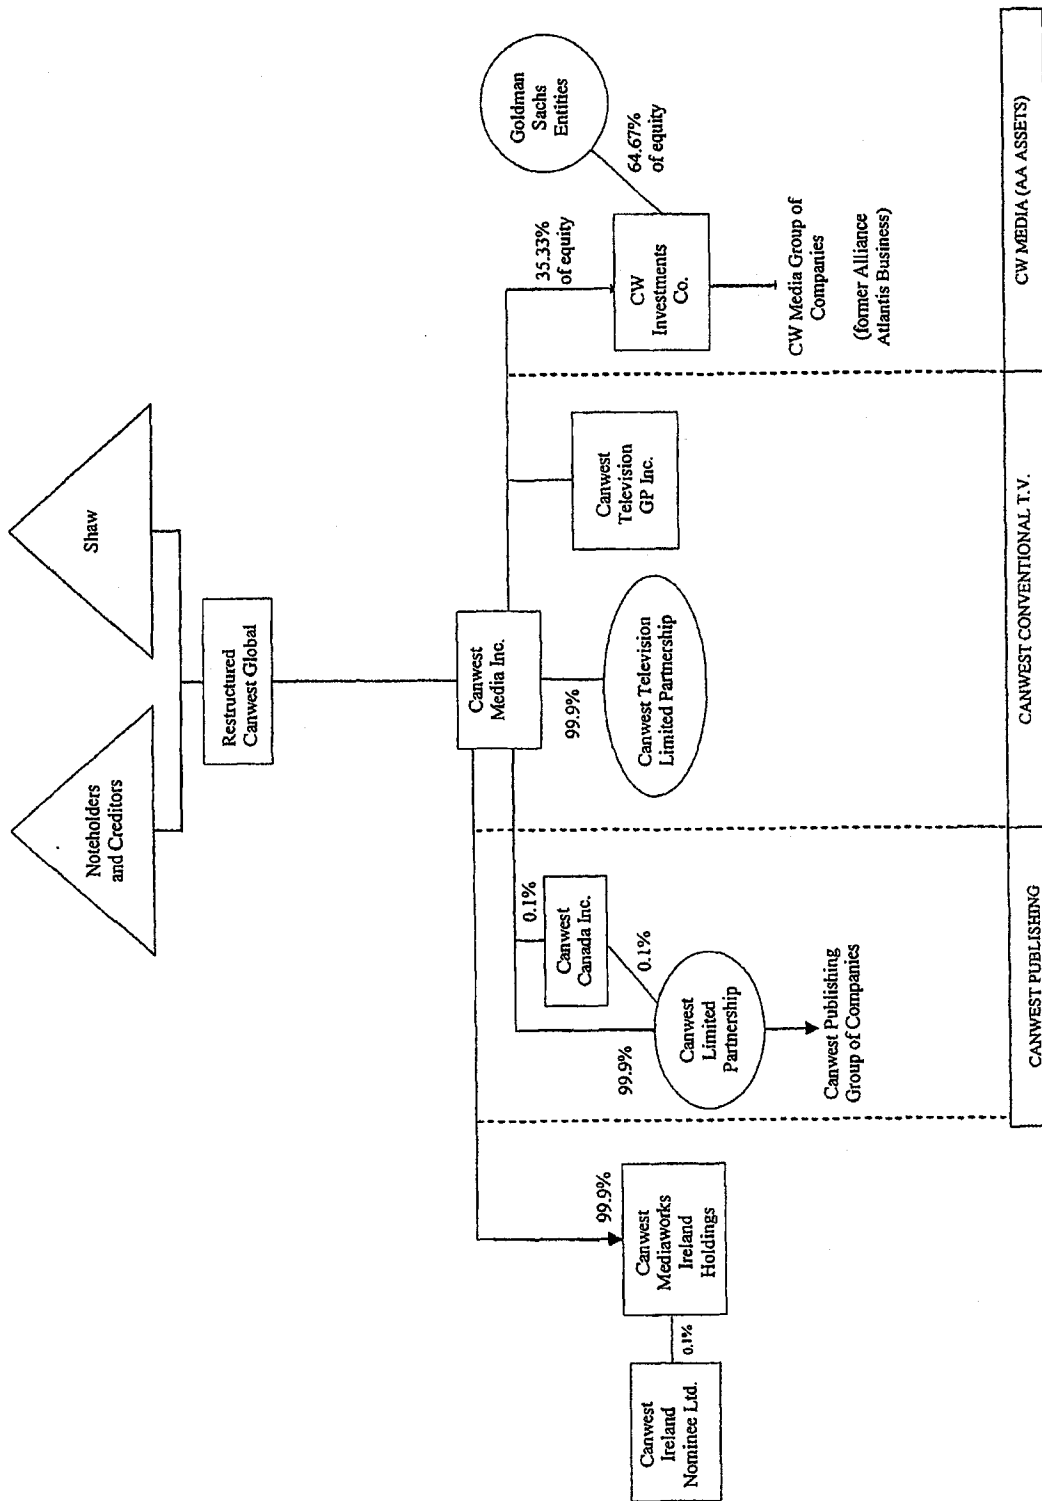 Noteholders
and Creditors
Shaw
Restructured
Canwest Global
Canwest
Media Inc.
99.9%
Canwest
Ireland
Nominee Ltd.
0.1%
Canwest
Mediaworks
Ireland
Holdings
0.1%
Canwest
Canada Inc.
0.1%
99.9%
Canwest
Limited
Partnership
Canwest Publishing
Group of Companies
99.9%
Canwest Television
Limited Partnership
Canwest
Television
GP Inc.
35.33%
of equity
CW
Investments
Co.
Goldman
Sachs
Entities
64.67%
of equity
CW Media Group of
Companies
(former Alliance
Atlantis Business)
CANWEST PUBLISHING
CANWEST CONVENTIONAL T.V.
CW MEDIA (AA ASSETS)